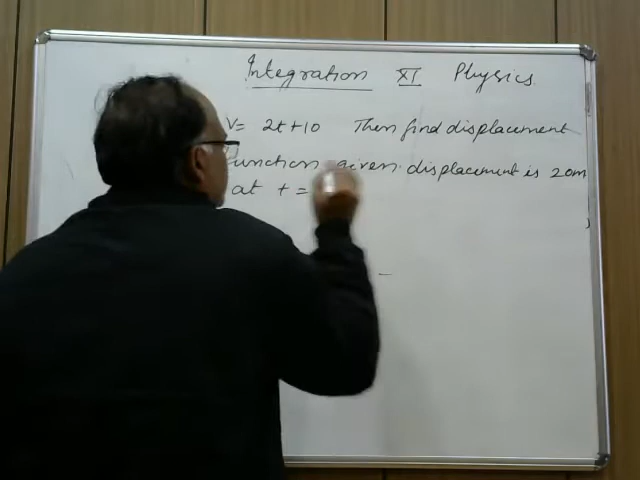 Integration XI Physics
V = 2t+10 Then find displacement
function given displacement is 20m
at t =